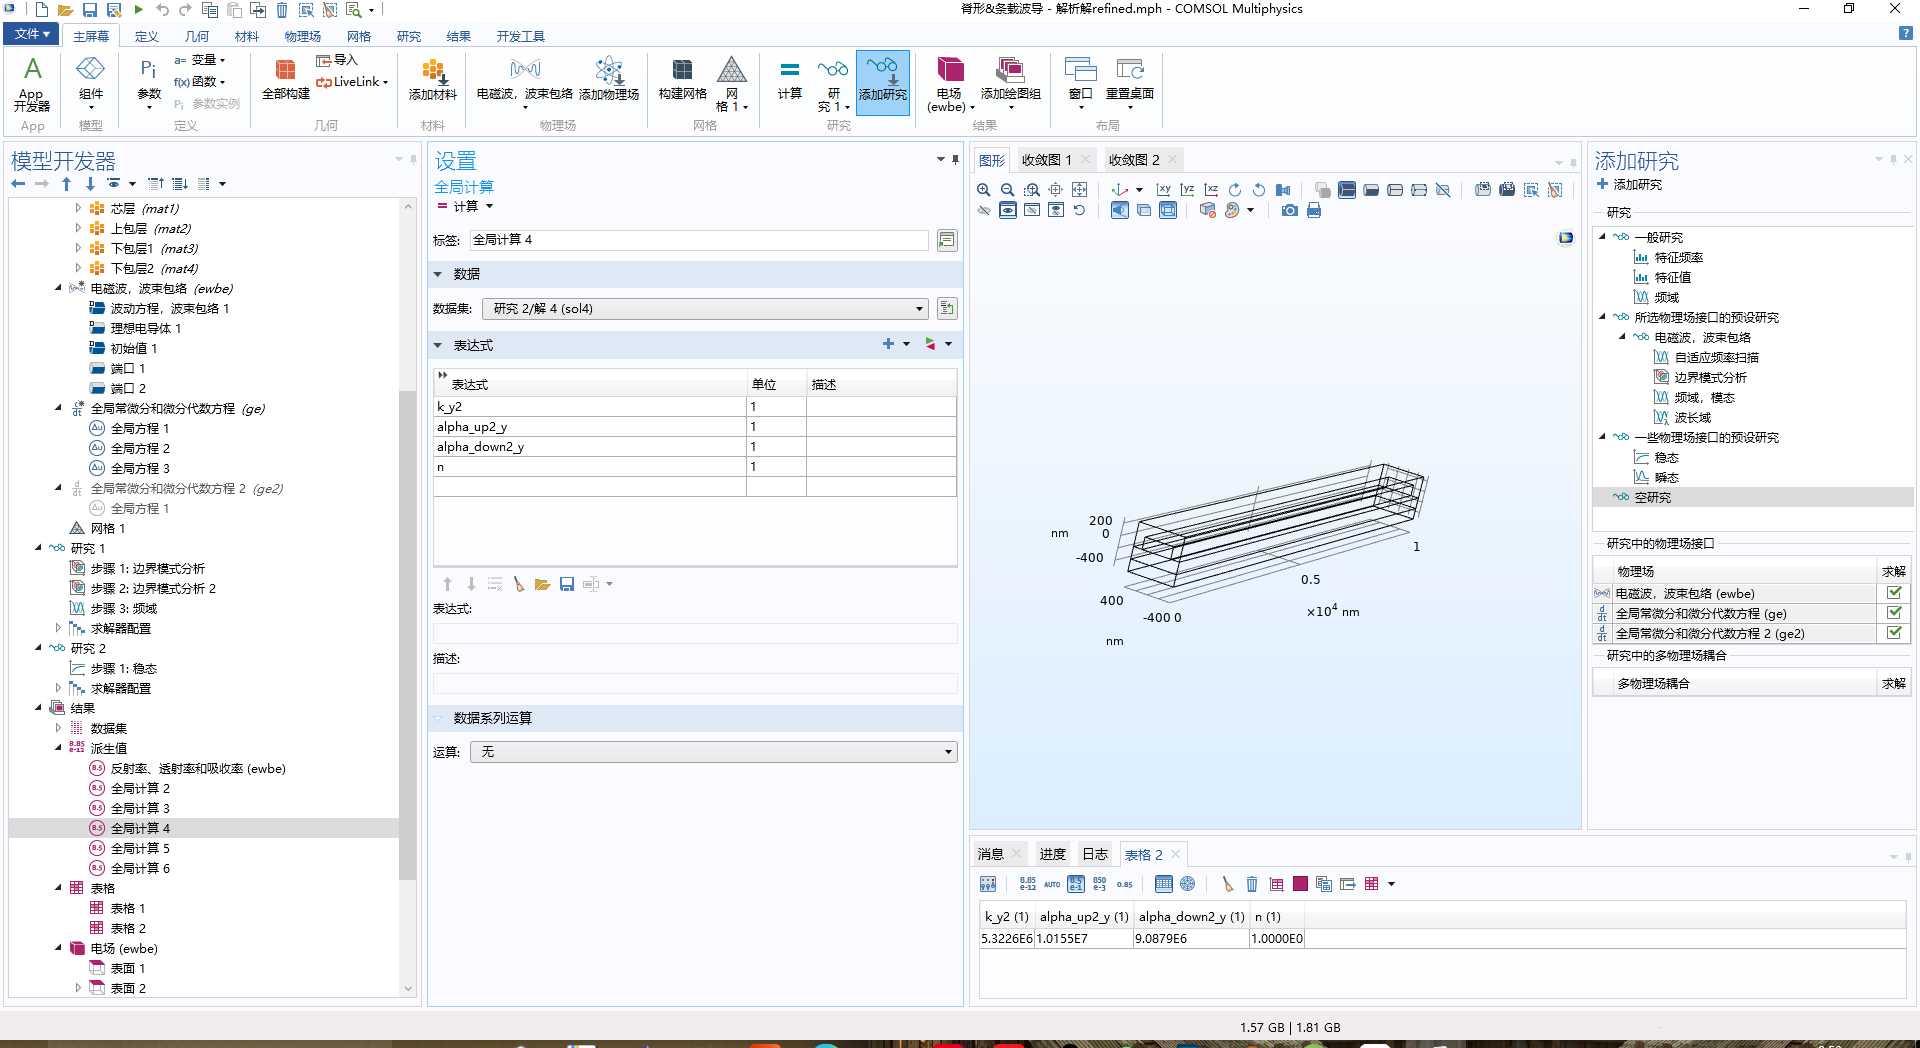 脊形&条载波导 - 解析解refined.mph - COMSOL Multiphysics
文件
主屏幕
定义
几何
材料
物理场
网格
研究
结果
开发工具
App
开发器
App
组件
模型
Pi
参数
a= 变量
f(x) 函数
Pi 参数实例
定义
全部构建
导入
LiveLink
几何
添加材料
材料
电磁波，波束包络
添加物理场
物理场
构建网格
网
格 1
网格
计算
研
究 1
添加研究
研究
电场
(ewbe)
添加绘图组
结果
窗口
重置桌面
布局
模型开发器
芯层 (mat1)
上包层 (mat2)
下包层1 (mat3)
下包层2 (mat4)
电磁波，波束包络 (ewbe)
波动方程，波束包络 1
理想电导体 1
初始值 1
端口 1
端口 2
全局常微分和微分代数方程 (ge)
全局方程 1
全局方程 2
全局方程 3
全局常微分和微分代数方程 2 (ge2)
全局方程 1
网格 1
研究 1
步骤 1: 边界模式分析
步骤 2: 边界模式分析 2
步骤 3: 频域
求解器配置
研究 2
步骤 1: 稳态
求解器配置
结果
数据集
派生值
反射率、透射率和吸收率 (ewbe)
全局计算 2
全局计算 3
全局计算 4
全局计算 5
全局计算 6
表格
表格 1
表格 2
电场 (ewbe)
表面 1
表面 2
设置
全局计算
= 计算
标签: 全局计算 4
数据
数据集: 研究 2/解 4 (sol4)
表达式
表达式 单位 描述
k_y2 1
alpha_up2_y 1
alpha_down2_y 1
n 1
表达式:
描述:
数据系列运算
运算: 无
图形
收敛图 1
收敛图 2
200
nm 0
-400
1
0.5
400
×10⁴ nm
-400 0
nm
消息
进度
日志
表格 2
8.85
e-12
AUTO
8.5
e-1
850
e-3
0.85
k_y2 (1) alpha_up2_y (1) alpha_down2_y (1) n (1)
5.3226E6 1.0155E7 9.0879E6 1.0000E0
添加研究
添加研究
研究
一般研究
特征频率
特征值
频域
所选物理场接口的预设研究
电磁波，波束包络
自适应频率扫描
边界模式分析
频域，模态
波长域
一些物理场接口的预设研究
稳态
瞬态
空研究
研究中的物理场接口
物理场 求解
电磁波，波束包络 (ewbe)
全局常微分和微分代数方程 (ge)
全局常微分和微分代数方程 2 (ge2)
研究中的多物理场耦合
多物理场耦合 求解
1.57 GB | 1.81 GB